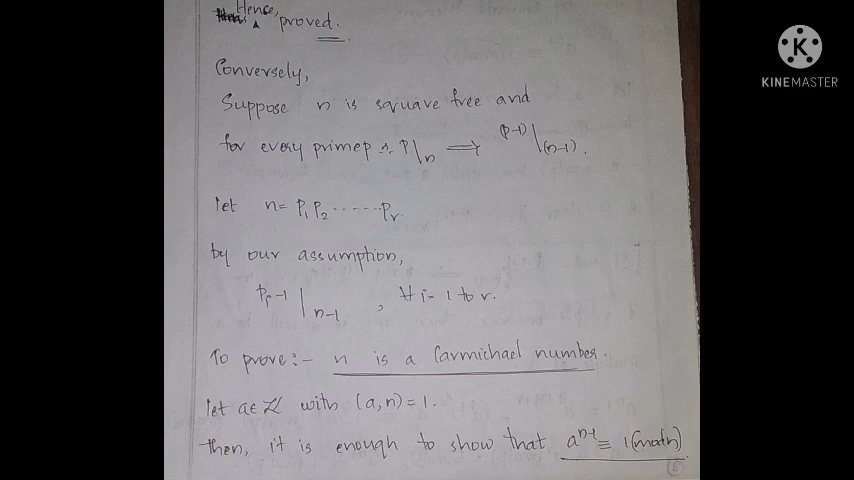 Hence,
proved.
Conversely,
Suppose n is square free and
for every prime p ∋. P|n ⟹ (p-1)|(n-1).
let n = P₁ P₂ ------ Pr.
by our assumption,
Pi-1 | n-1 , ∀ i = 1 to r.
To prove:- n is a Carmichael number.
let a∈ℤ with (a,n)=1.
then, it is enough to show that aⁿ⁻¹ ≡ 1(mod n)
K
KINEMASTER